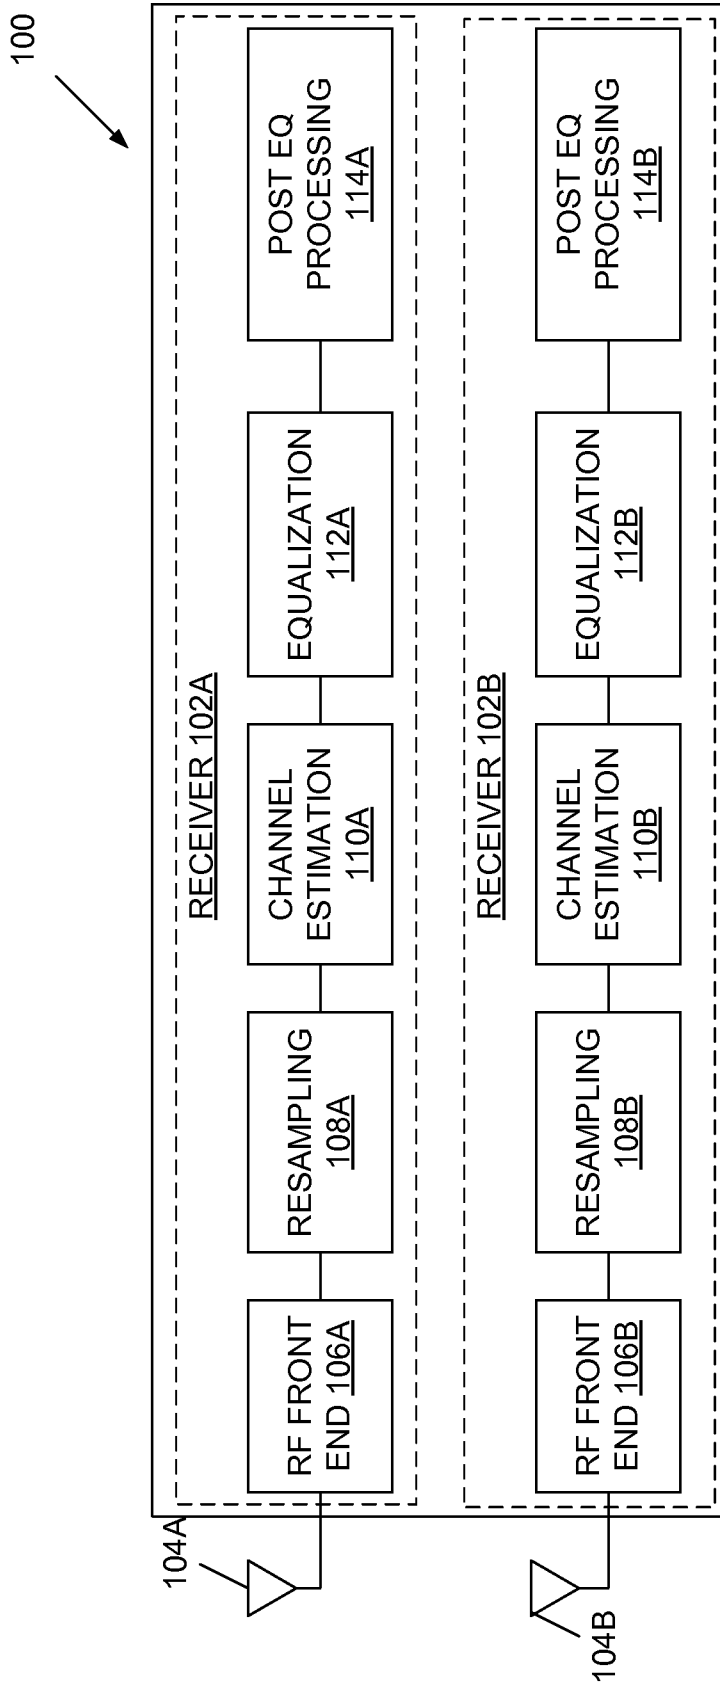 100
RECEIVER 102A
104A
RF FRONT
END 106A
RESAMPLING
108A
CHANNEL
ESTIMATION
110A
EQUALIZATION
112A
POST EQ
PROCESSING
114A
RECEIVER 102B
104B
RF FRONT
END 106B
RESAMPLING
108B
CHANNEL
ESTIMATION
110B
EQUALIZATION
112B
POST EQ
PROCESSING
114B